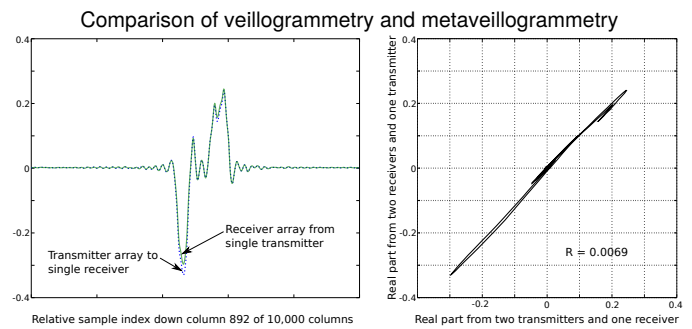 Comparison of veillogrammetry and metaveillogrammetry
0.4
0.2
0
-0.2
-0.4
Receiver array from
single transmitter
Transmitter array to
single receiver
Relative sample index down column 892 of 10,000 columns
Real part from two receivers and one transmitter
0.4
0.2
0
-0.2
-0.4
R = 0.0069
-0.2
0
0.2
0.4
Real part from two transmitters and one receiver